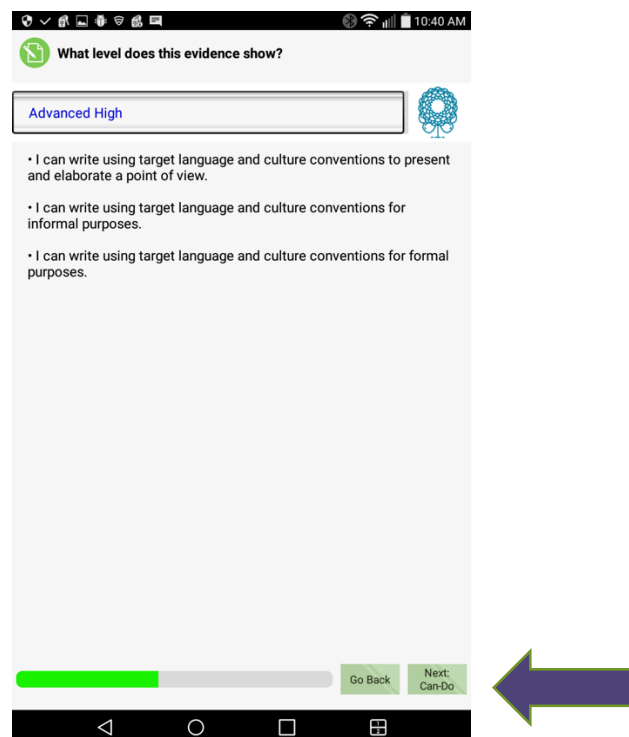 10:40 AM
What level does this evidence show?
Advanced High
• I can write using target language and culture conventions to present
and elaborate a point of view.
• I can write using target language and culture conventions for
informal purposes.
• I can write using target language and culture conventions for formal
purposes.
Go Back
Next:
Can-Do